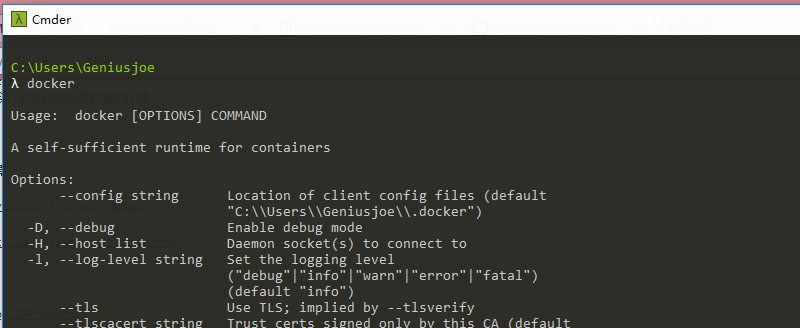 Cmder
C:\Users\Geniusjoe
λ docker
Usage:  docker [OPTIONS] COMMAND
A self-sufficient runtime for containers
Options:
      --config string      Location of client config files (default
                           "C:\\Users\\Geniusjoe\\.docker")
  -D, --debug              Enable debug mode
  -H, --host list          Daemon socket(s) to connect to
  -l, --log-level string   Set the logging level
                           ("debug"|"info"|"warn"|"error"|"fatal")
                           (default "info")
      --tls                Use TLS; implied by --tlsverify
      --tlscacert string   Trust certs signed only by this CA (default